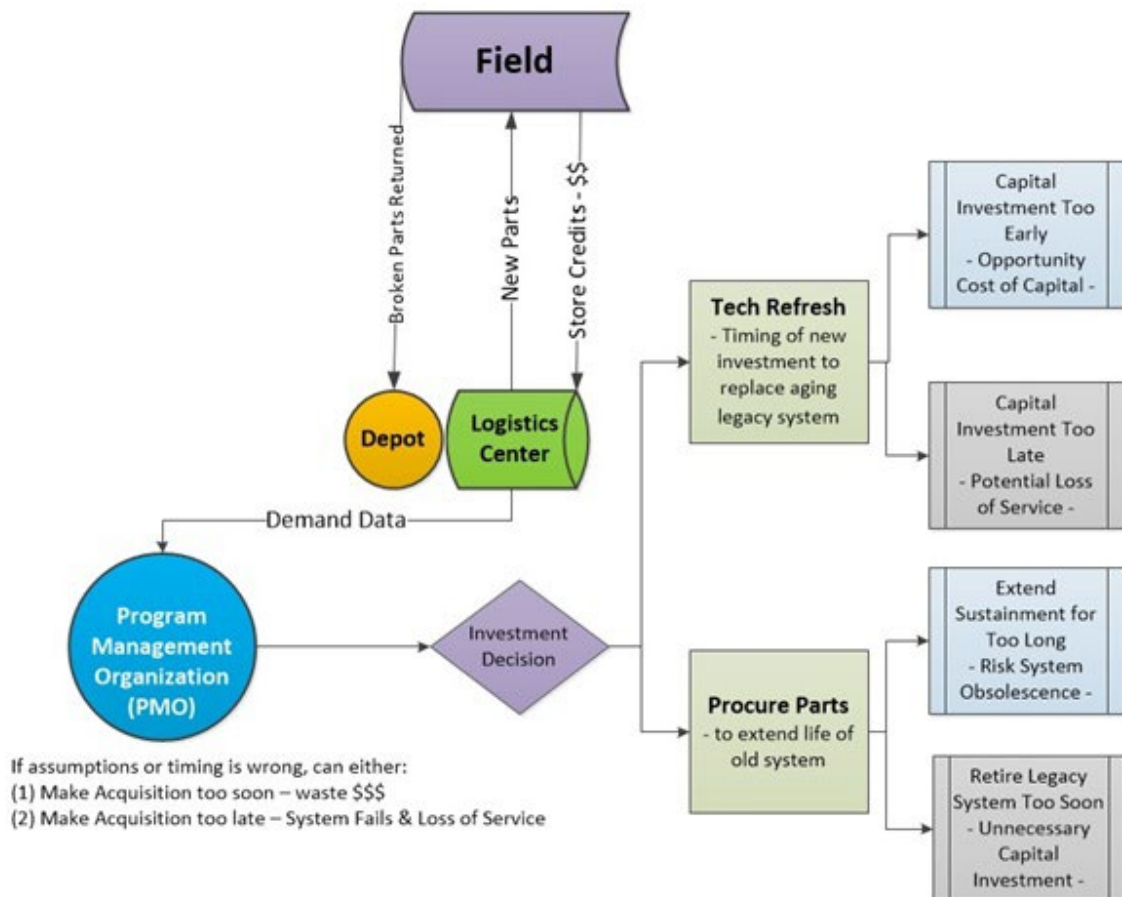 Field
Broken Parts Returned
New Parts
Store Credits - $$
Depot
Logistics
Center
Demand Data
Program
Management
Organization
(PMO)
Investment
Decision
If assumptions or timing is wrong, can either:
(1) Make Acquisition too soon – waste $$$
(2) Make Acquisition too late – System Fails & Loss of Service
Tech Refresh
- Timing of new
investment to
replace aging
legacy system
Procure Parts
- to extend life of
old system
Capital
Investment Too
Early
- Opportunity
Cost of Capital -
Capital
Investment Too
Late
- Potential Loss
of Service -
Extend
Sustainment for
Too Long
- Risk System
Obsolescence -
Retire Legacy
System Too Soon
- Unnecessary
Capital
Investment -